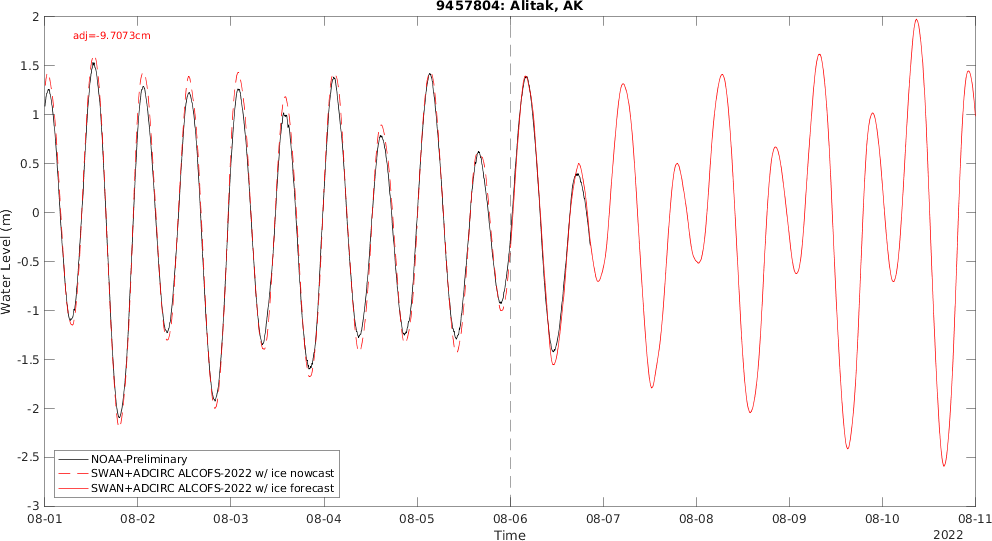 9457804: Alitak, AK
adj=-9.7073cm
Water Level (m)
2
1.5
1
0.5
0
-0.5
-1
-1.5
-2
-2.5
-3
NOAA-Preliminary
SWAN+ADCIRC ALCOFS-2022 w/ ice nowcast
SWAN+ADCIRC ALCOFS-2022 w/ ice forecast
08-01 08-02 08-03 08-04 08-05 08-06 08-07 08-08 08-09 08-10 08-11
Time
2022